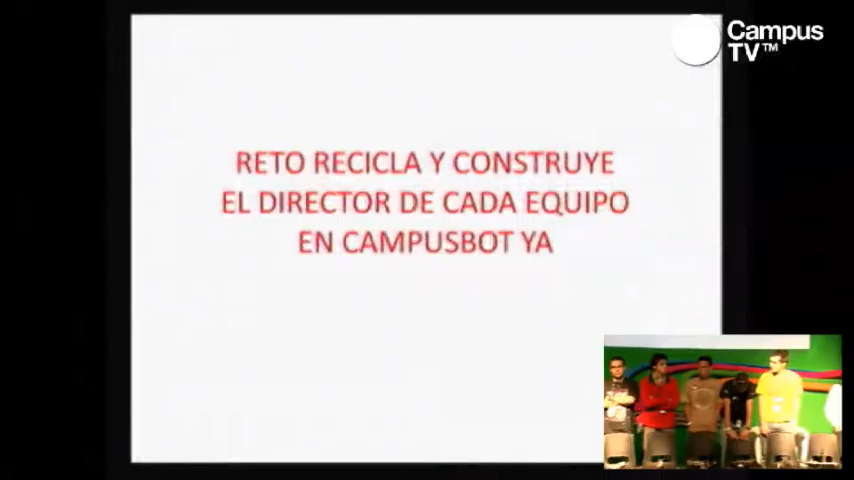 Campus
TV™
RETO RECICLA Y CONSTRUYE
EL DIRECTOR DE CADA EQUIPO
EN CAMPUSBOT YA